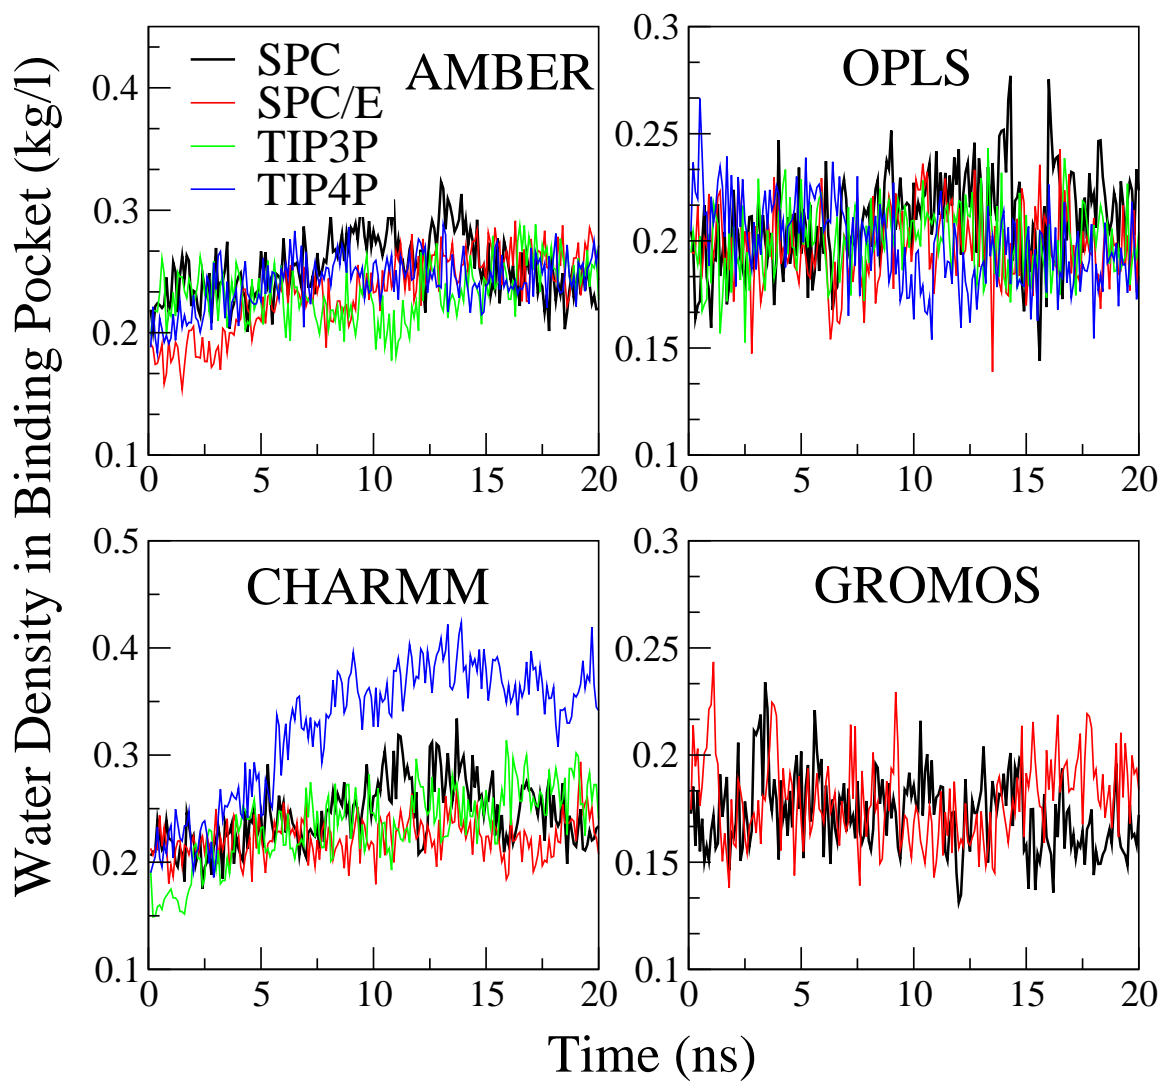 Water Density in Binding Pocket (kg/l)
AMBER
SPC
SPC/E
TIP3P
TIP4P
0.4
0.3
0.2
0.1
0 5 10 15 20
OPLS
0.3
0.25
0.2
0.15
0.1
0 5 10 15 20
CHARMM
0.5
0.4
0.3
0.2
0.1
0 5 10 15 20
GROMOS
0.3
0.25
0.2
0.15
0.1
0 5 10 15 20
Time (ns)